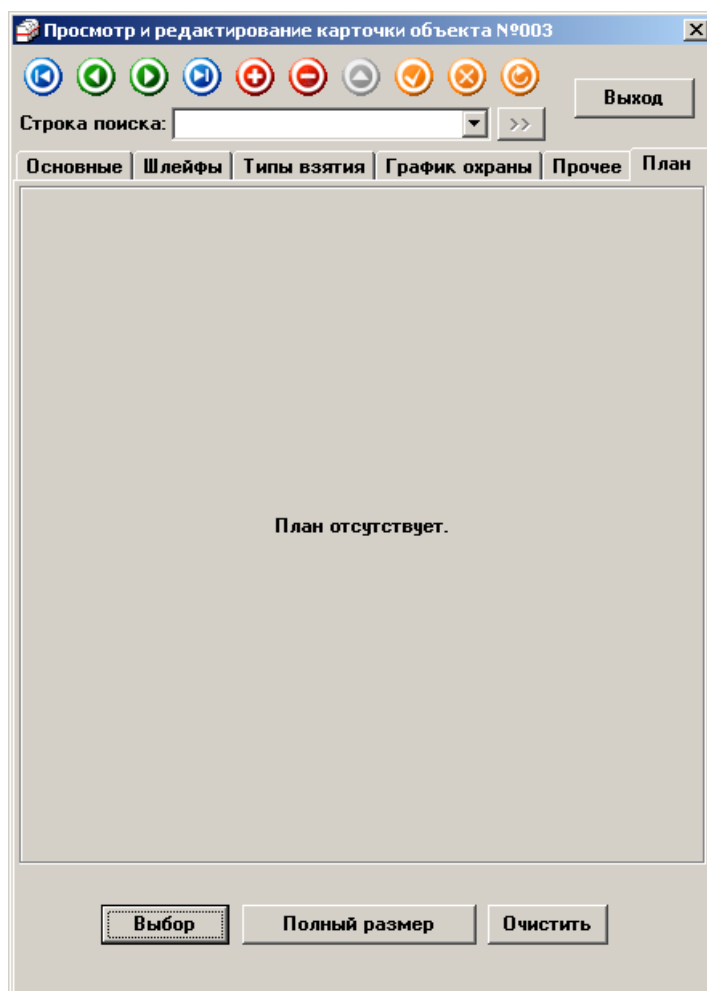 Просмотр и редактирование карточки объекта №003
Выход
Строка поиска:
>>
Основные Шлейфы Типы взятия График охраны Прочее План
План отсутствует.
Выбор Полный размер Очистить